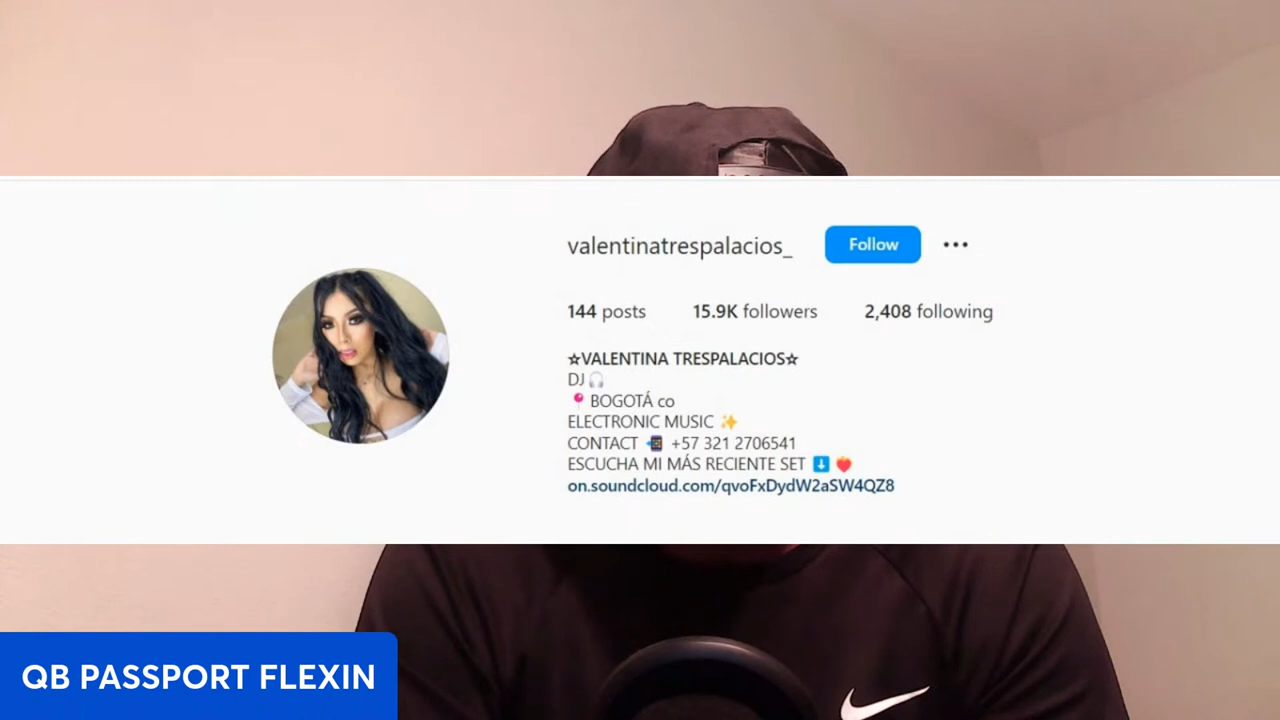 valentinatrespalacios_ Follow
144 posts 15.9K followers 2,408 following
☆VALENTINA TRESPALACIOS☆
DJ🎧
📍 BOGOTÁ co
ELECTRONIC MUSIC ✨
CONTACT 📲 +57 321 2706541
ESCUCHA MI MÁS RECIENTE SET ⬇️ ❤️‍🔥
on.soundcloud.com/qvoFxDydW2aSW4QZ8
QB PASSPORT FLEXIN